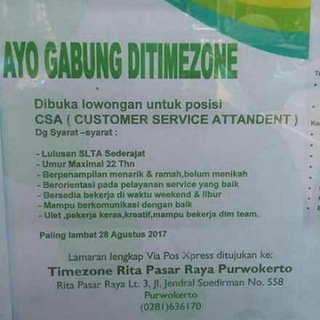 AYO GABUNG DITIMEZONE
Dibuka lowongan untuk posisi
CSA ( CUSTOMER SERVICE ATTANDENT )
Dg Syarat –syarat :
- Lulusan SLTA Sederajat
- Umur Maximal 22 Thn
- Berpenampilan menarik & ramah,belum menikah
- Berorientasi pada pelayanan service yang baik
- Bersedia bekerja di waktu weekend & libur
- Mampu berkomunikasi dengan baik
- Ulet ,pekerja keras,kreatif,mampu bekerja dlm team.
Paling lambat 28 Agustus 2017
Lamaran lengkap Via Pos Xpress ditujukan ke:
Timezone Rita Pasar Raya Purwokerto
Rita Pasar Raya Lt. 3, Jl. Jendral Soedirman No. 558
Purwokerto
(0281)636170